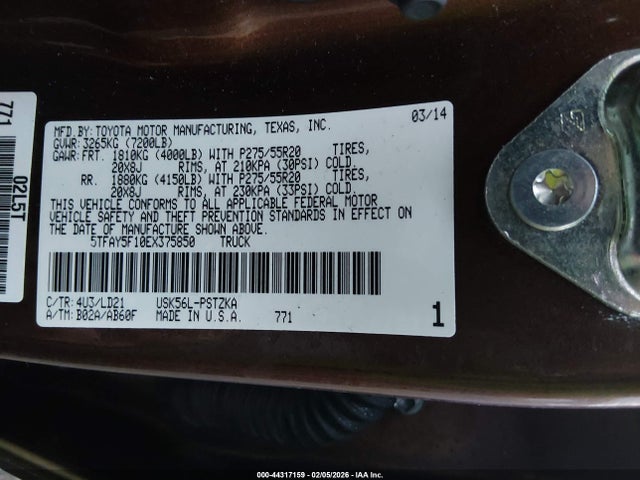 771
02L5T
MFD.BY:TOYOTA MOTOR MANUFACTURING, TEXAS, INC. 03/14
GVWR:3265KG (7200LB)
GAWR:FRT. 1810KG (4000LB) WITH P275/55R20 TIRES,
20X8J RIMS, AT 210KPA (30PSI) COLD.
RR. 1880KG (4150LB) WITH P275/55R20 TIRES,
20X8J RIMS, AT 230KPA (33PSI) COLD.
THIS VEHICLE CONFORMS TO ALL APPLICABLE FEDERAL MOTOR
VEHICLE SAFETY AND THEFT PREVENTION STANDARDS IN EFFECT ON
THE DATE OF MANUFACTURE SHOWN ABOVE.
5TFAY5F10EX375850 TRUCK
C/TR:4U3/LD21 USK56L-PSTZKA
A/TM:B02A/AB60F MADE IN U.S.A. 771 1
000-44317159 - 02/05/2026 - IAA Inc.